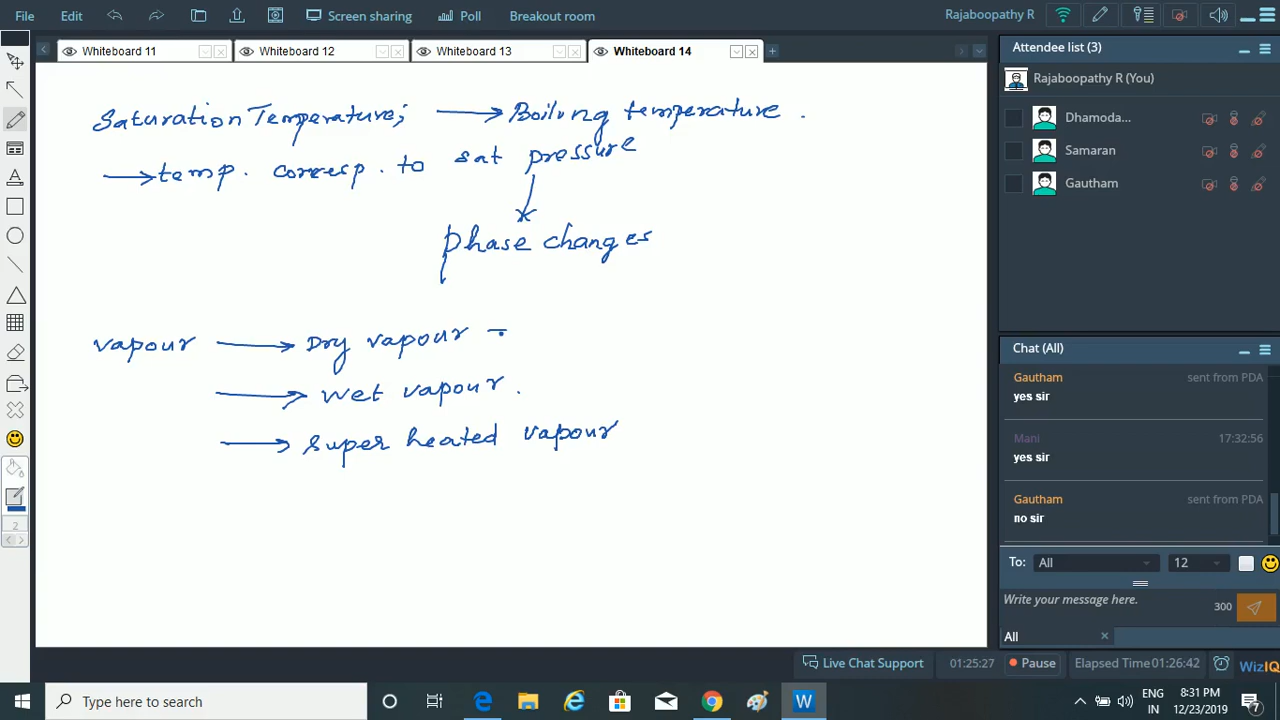 File Edit Screen sharing Poll Breakout room Rajaboopathy R
Whiteboard 11 Whiteboard 12 Whiteboard 13 Whiteboard 14
Attendee list (3)
Rajaboopathy R (You)
Dhamoda...
Samaran
Gautham
Saturation Temperature; → Boilung temperature .
→ temp. corresp. to sat pressure
phase changes
vapour → Dry vapour -
→ Wet vapour .
→ super heated vapour
Chat (All)
Gautham sent from PDA
yes sir
Mani 17:32:56
yes sir
Gautham sent from PDA
no sir
To: All 12
Write your message here. 300
All
Live Chat Support 01:25:27 Pause Elapsed Time 01:26:42 WizIQ
Type here to search
W
ENG 8:31 PM
IN 12/23/2019 7
2